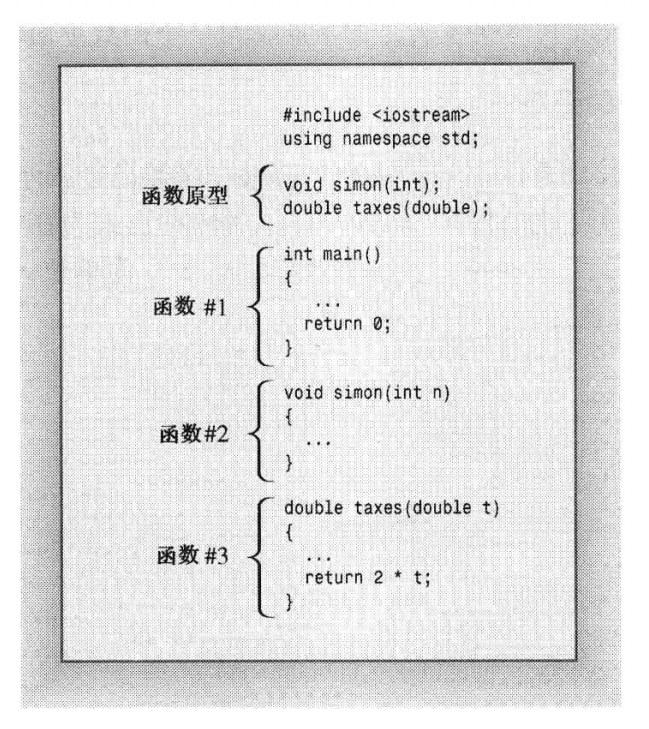 #include <iostream>
using namespace std;
函数原型
void simon(int);
double taxes(double);
函数 #1
int main()
{
...
return 0;
}
函数#2
void simon(int n)
{
...
}
函数 #3
double taxes(double t)
{
...
return 2 * t;
}